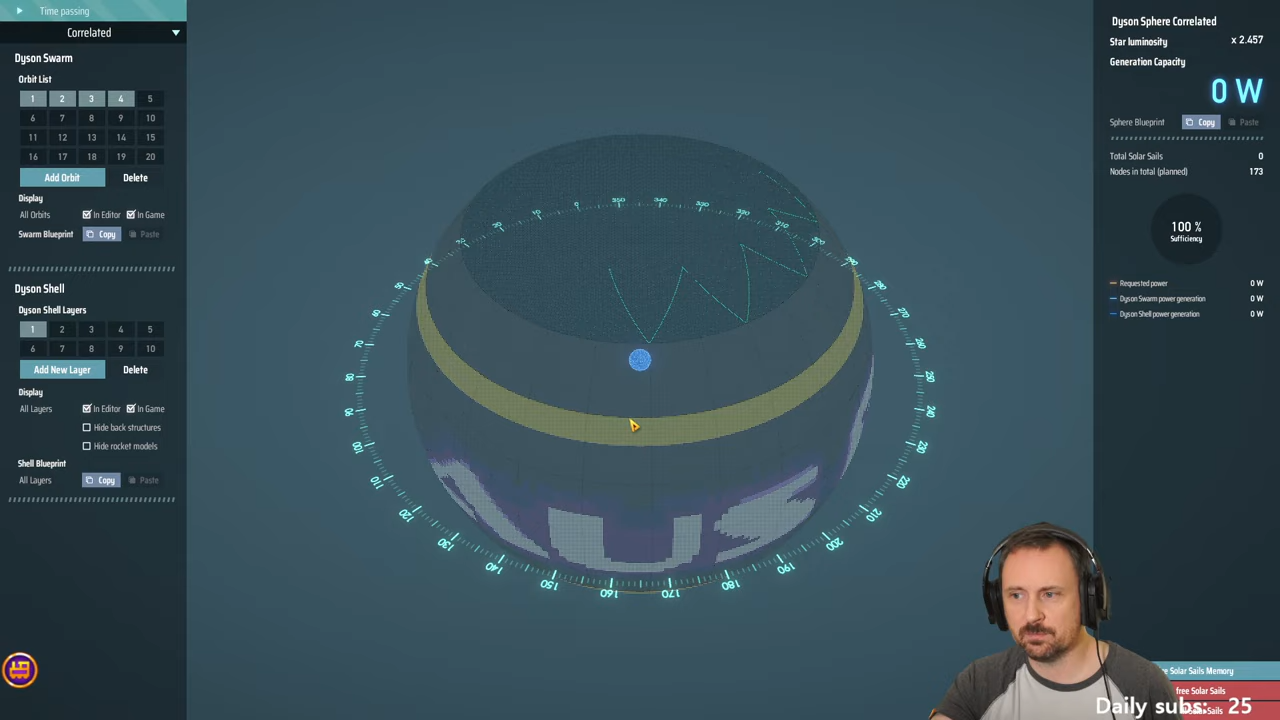 Time passing
Correlated
Dyson Swarm
Orbit List
1 2 3 4 5
6 7 8 9 10
11 12 13 14 15
16 17 18 19 20
Add Orbit Delete
Display
All Orbits In Editor In Game
Swarm Blueprint Copy Paste
Dyson Shell
Dyson Shell Layers
1 2 3 4 5
6 7 8 9 10
Add New Layer Delete
Display
All Layers In Editor In Game
Hide back structures
Hide rocket models
Shell Blueprint
All Layers Copy Paste
Dyson Sphere Correlated
Star luminosity x 2.457
Generation Capacity
0 W
Sphere Blueprint Copy Paste
Total Solar Sails 0
Nodes in total (planned) 173
100 %
Sufficiency
Requested power 0 W
Dyson Swarm power generation 0 W
Dyson Shell power generation 0 W
Solar Sails Memory
free Solar Sails
Daily subs: 25